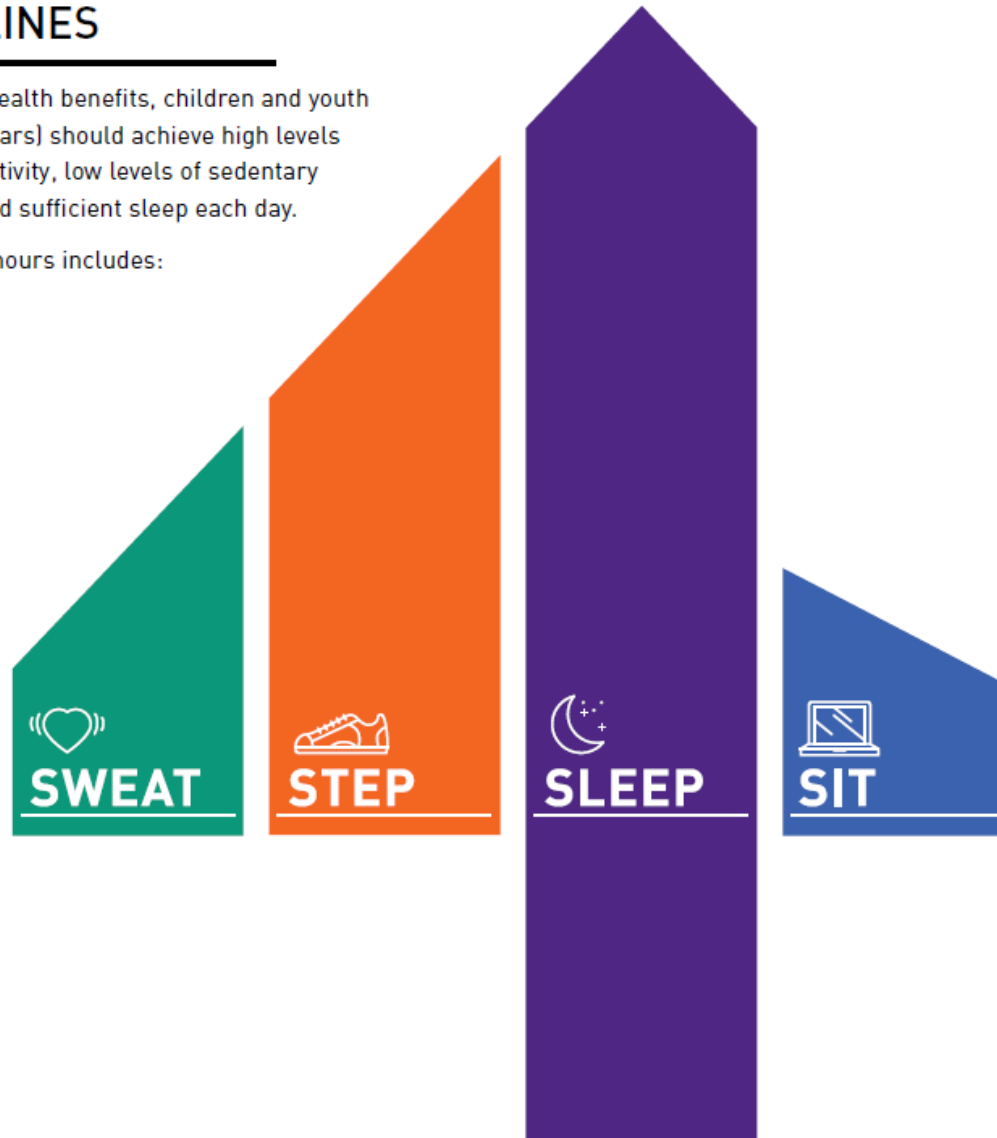 LINES
ealth benefits, children and youth
ars) should achieve high levels
tivity, low levels of sedentary
d sufficient sleep each day.
hours includes:
SWEAT
STEP
SLEEP
SIT